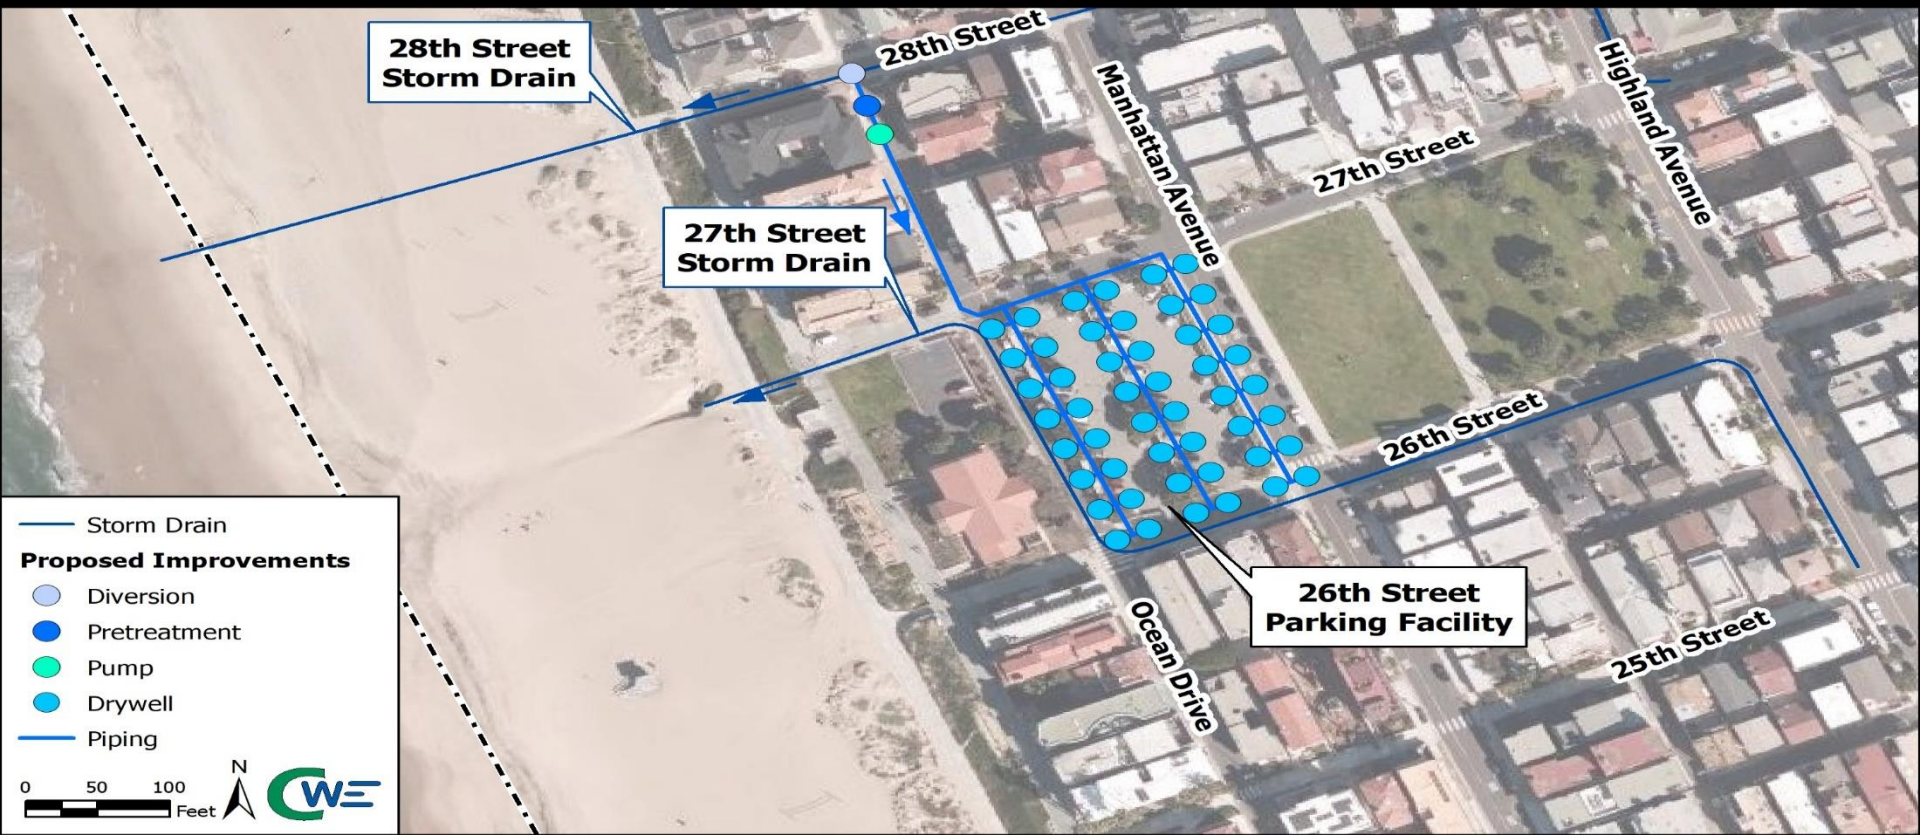 28th Street
Storm Drain
28th Street
Manhattan Avenue
Highland Avenue
27th Street
27th Street
Storm Drain
26th Street
26th Street
Parking Facility
Ocean Drive
25th Street
Storm Drain
Proposed Improvements
Diversion
Pretreatment
Pump
Drywell
Piping
0 50 100
Feet
N
CWE